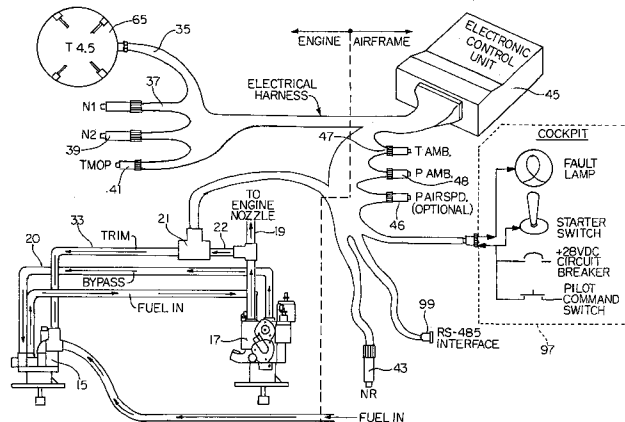 65
T 4.5
35
ENGINE
AIRFRAME
ELECTRONIC
CONTROL
UNIT
45
ELECTRICAL
HARNESS
37
N1
N2
39
TMOP
41
47
T AMB.
P AMB.
48
PAIRSPD.
(OPTIONAL)
46
COCKPIT
FAULT
LAMP
STARTER
SWITCH
+28VDC
CIRCUIT
BREAKER
PILOT
COMMAND
SWITCH
97
TO
ENGINE
NOZZLE
19
21
22
33
TRIM
20
BYPASS
FUEL IN
17
15
99
RS-485
INTERFACE
43
NR
FUEL IN